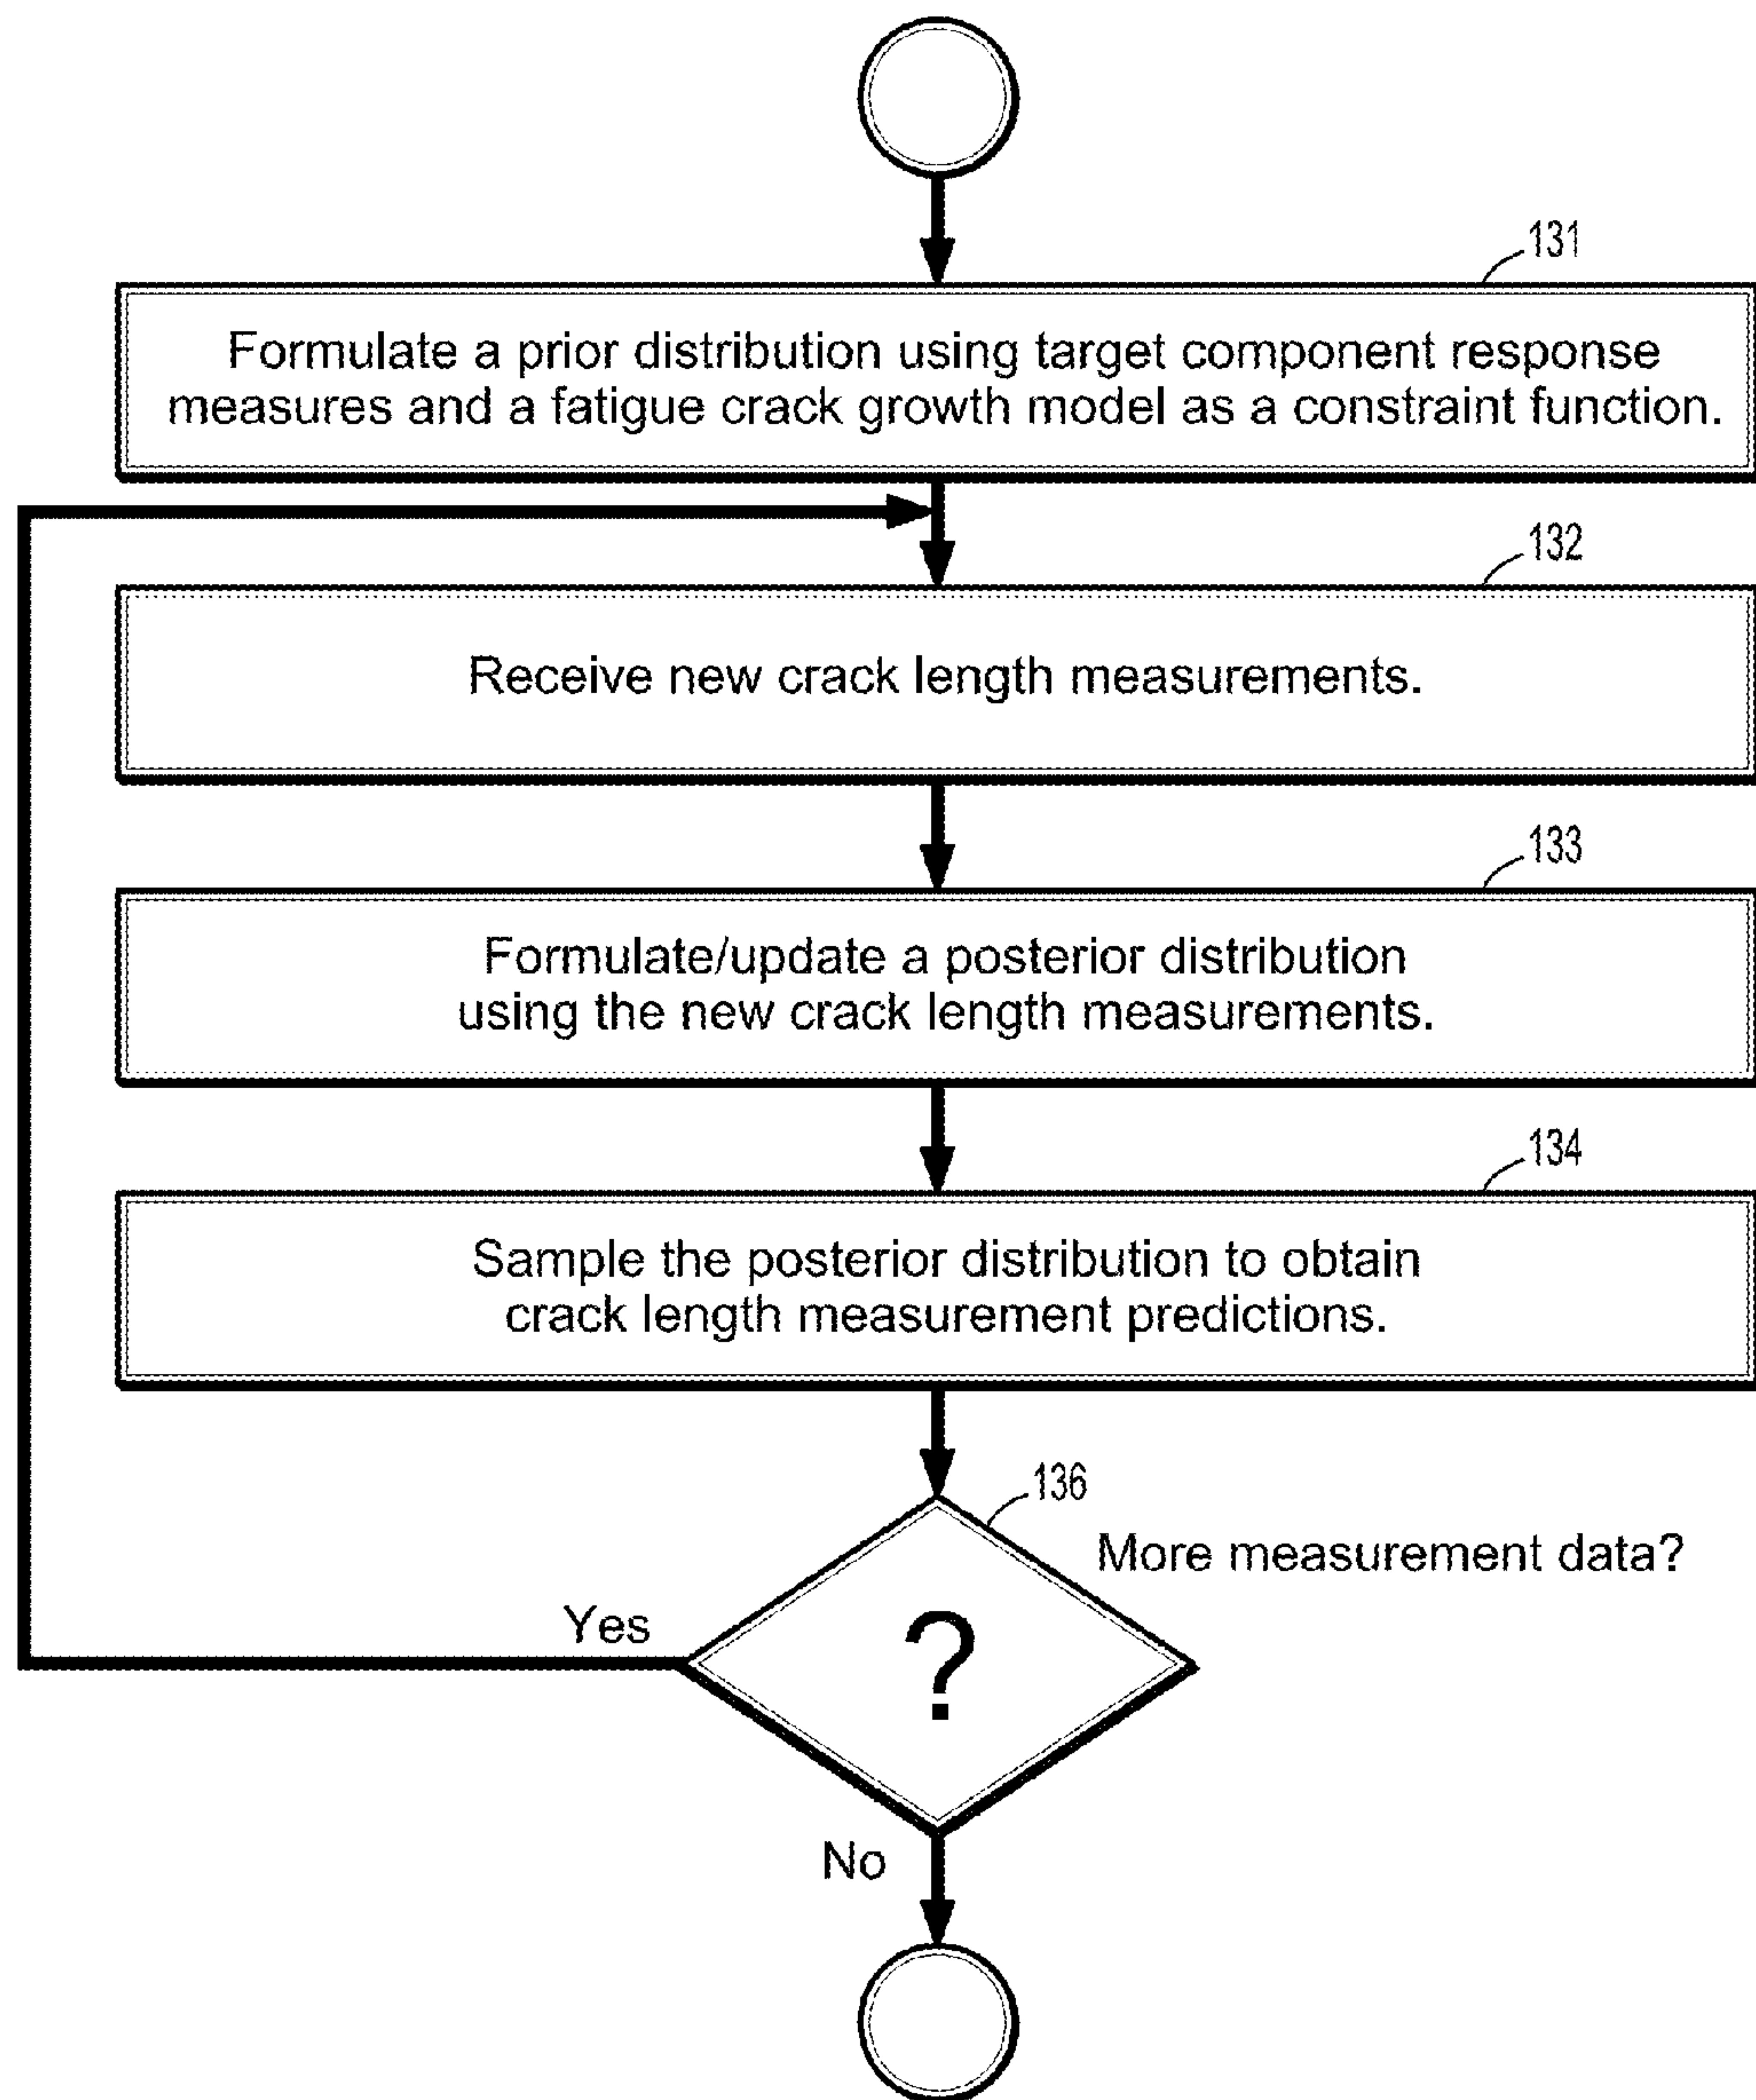 131
Formulate a prior distribution using target component response
measures and a fatigue crack growth model as a constraint function.
132
Receive new crack length measurements.
133
Formulate/update a posterior distribution
using the new crack length measurements.
134
Sample the posterior distribution to obtain
crack length measurement predictions.
136
More measurement data?
Yes
?
No